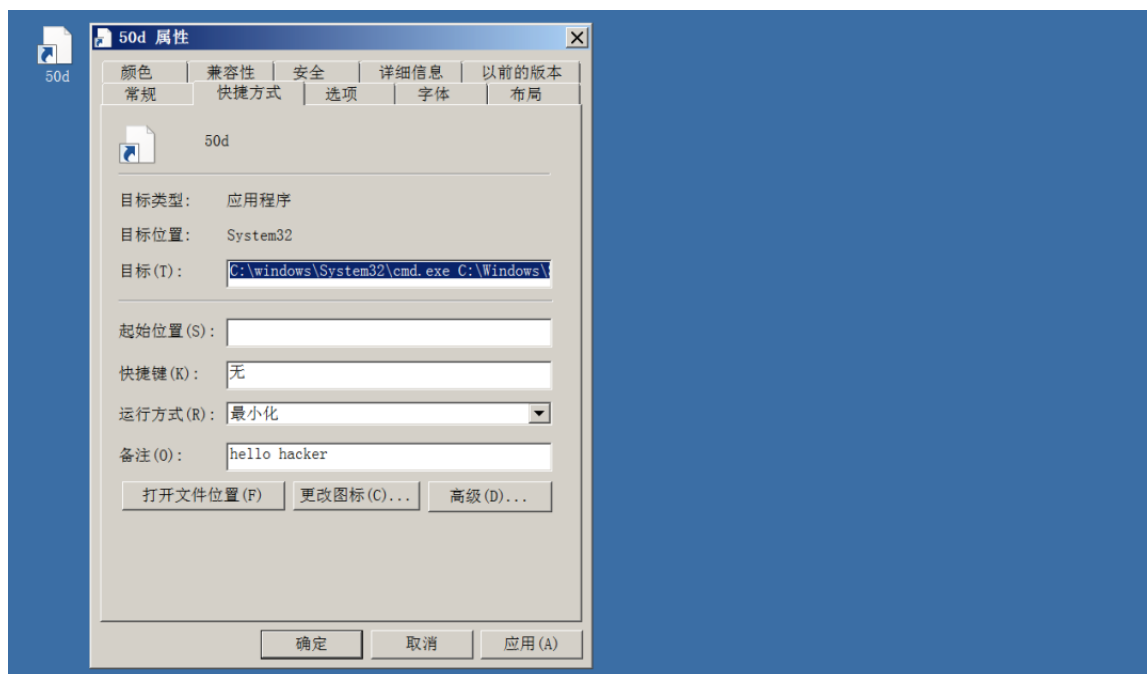 50d
50d 属性
颜色 兼容性 安全 详细信息 以前的版本
常规 快捷方式 选项 字体 布局
50d
目标类型: 应用程序
目标位置: System32
目标(T): C:\windows\System32\cmd.exe C:\Windows\
起始位置(S):
快捷键(K): 无
运行方式(R): 最小化
备注(O): hello hacker
打开文件位置(F) 更改图标(C)... 高级(D)...
确定 取消 应用(A)